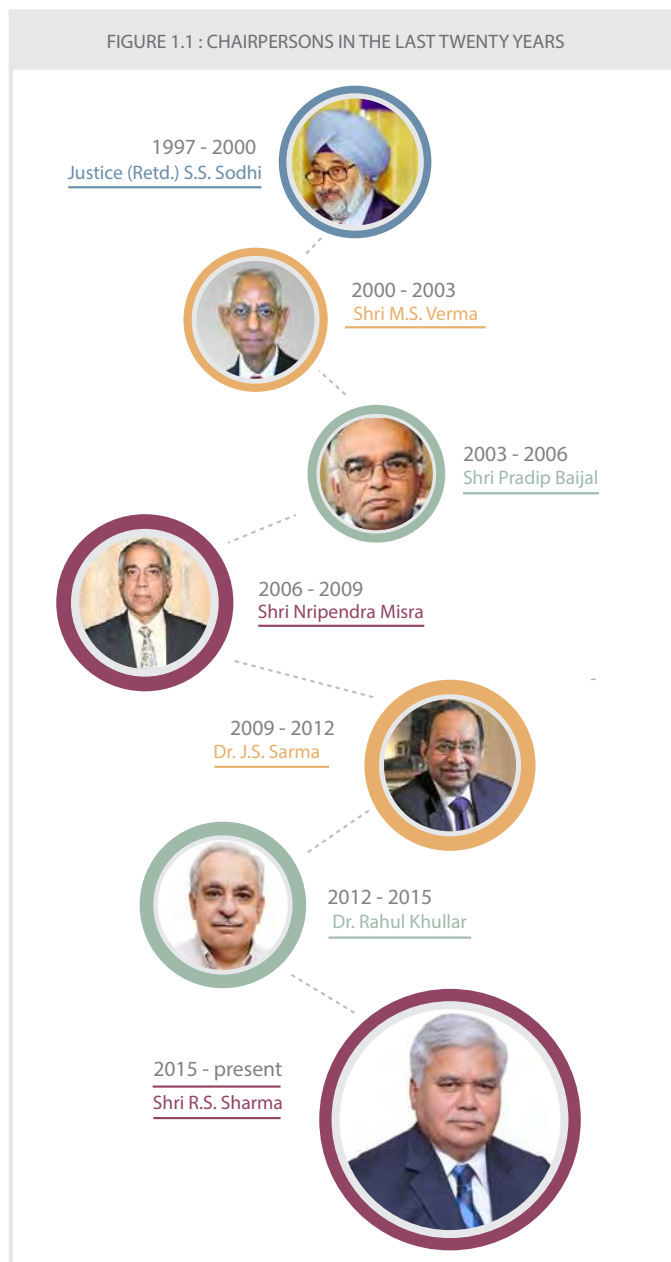 FIGURE 1.1 : CHAIRPERSONS IN THE LAST TWENTY YEARS
1997 - 2000
Justice (Retd.) S.S. Sodhi
2000 - 2003
Shri M.S. Verma
2003 - 2006
Shri Pradip Baijal
2006 - 2009
Shri Nripendra Misra
2009 - 2012
Dr. J.S. Sarma
2012 - 2015
Dr. Rahul Khullar
2015 - present
Shri R.S. Sharma